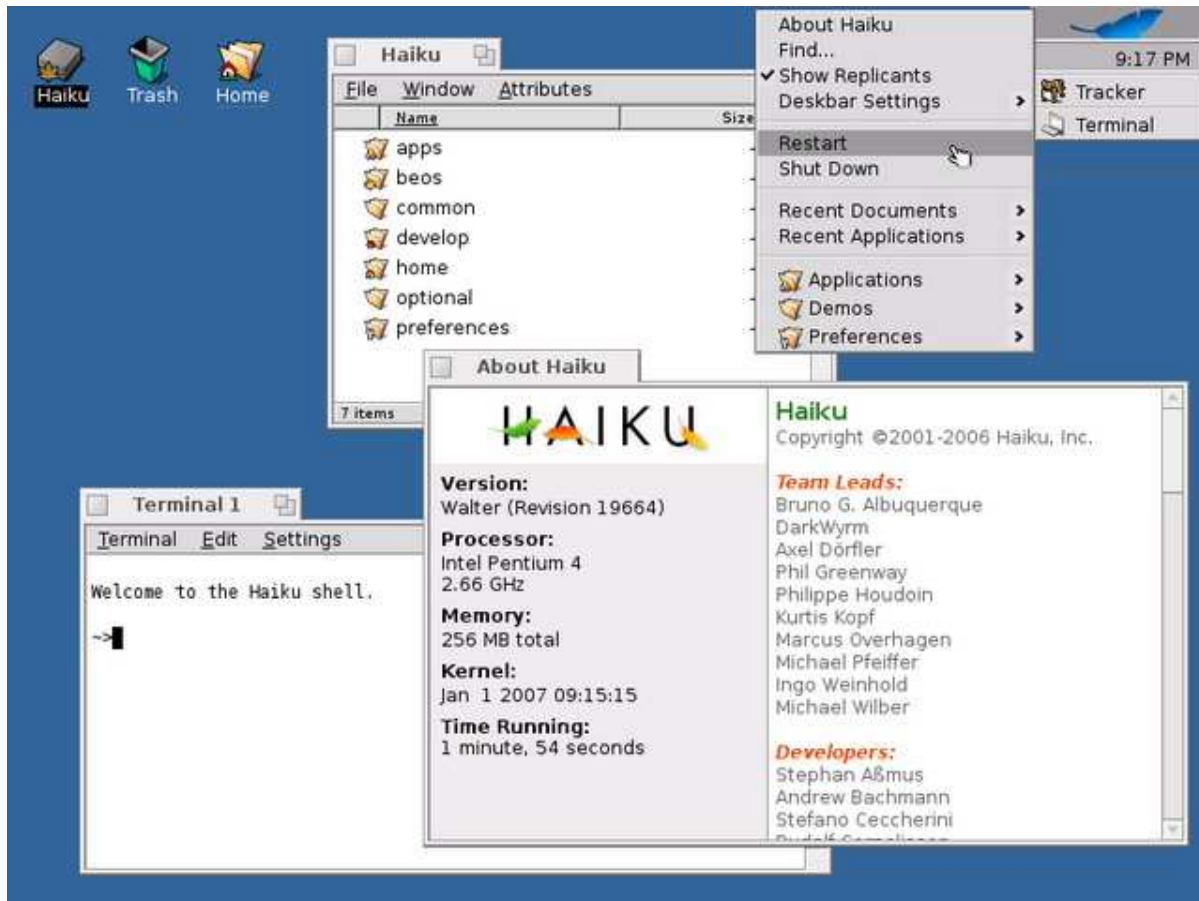 Haiku
Trash
Home
Haiku
File Window Attributes
Name Size
apps
beos
common
develop
home
optional
preferences
7 items
About Haiku
Find...
Show Replicants
Deskbar Settings
Restart
Shut Down
Recent Documents
Recent Applications
Applications
Demos
Preferences
9:17 PM
Tracker
Terminal
Terminal 1
Terminal Edit Settings
Welcome to the Haiku shell.
~>
About Haiku
HAIKU
Version:
Walter (Revision 19664)
Processor:
Intel Pentium 4
2.66 GHz
Memory:
256 MB total
Kernel:
Jan 1 2007 09:15:15
Time Running:
1 minute, 54 seconds
Haiku
Copyright ©2001-2006 Haiku, Inc.
Team Leads:
Bruno G. Albuquerque
DarkWyrm
Axel Dörfler
Phil Greenway
Philippe Houdoin
Kurtis Kopf
Marcus Overhagen
Michael Pfeiffer
Ingo Weinhold
Michael Wilber
Developers:
Stephan Aßmus
Andrew Bachmann
Stefano Ceccherini